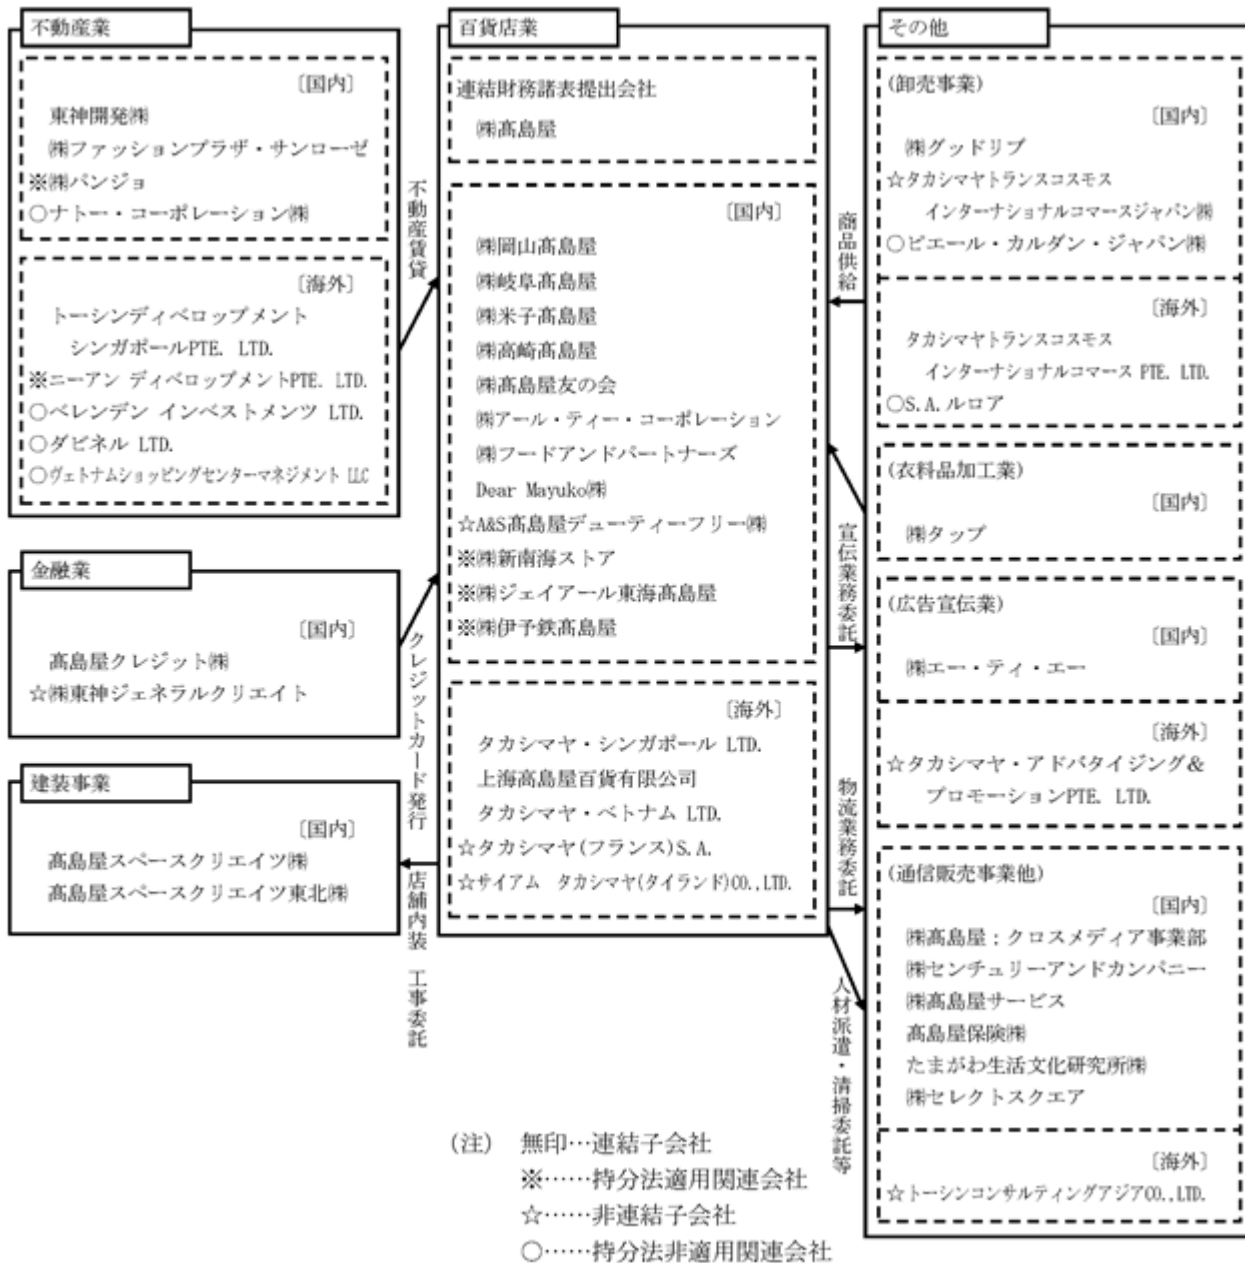 不動産業
〔国内〕
東神開発㈱
㈱ファッションプラザ・サンローゼ
※㈱パンジョ
○ナトー・コーポレーション㈱
〔海外〕
トーシンディベロップメント
シンガポールPTE. LTD.
※ニーアン ディベロップメントPTE. LTD.
○ベレンデン インベストメンツ LTD.
○ダビネル LTD.
○ヴェトナムショッピングセンターマネジメント LLC
金融業
〔国内〕
髙島屋クレジット㈱
☆㈱東神ジェネラルクリエイト
建装事業
〔国内〕
髙島屋スペースクリエイツ㈱
髙島屋スペースクリエイツ東北㈱
不動産賃貸
クレジットカード発行
店舗内装 工事委託
百貨店業
連結財務諸表提出会社
㈱髙島屋
〔国内〕
㈱岡山髙島屋
㈱岐阜髙島屋
㈱米子髙島屋
㈱高崎髙島屋
㈱髙島屋友の会
㈱アール・ティー・コーポレーション
㈱フードアンドパートナーズ
Dear Mayuko㈱
☆A&S髙島屋デューティーフリー㈱
※㈱新南海ストア
※㈱ジェイアール東海髙島屋
※㈱伊予鉄髙島屋
〔海外〕
タカシマヤ・シンガポール LTD.
上海高島屋百貨有限公司
タカシマヤ・ベトナム LTD.
☆タカシマヤ(フランス)S.A.
☆サイアム タカシマヤ(タイランド)CO.,LTD.
商品供給
宣伝業務委託
物流業務委託
人材派遣・清掃委託等
その他
(卸売事業)
〔国内〕
㈱グッドリブ
☆タカシマヤトランスコスモス
インターナショナルコマースジャパン㈱
○ピエール・カルダン・ジャパン㈱
〔海外〕
タカシマヤトランスコスモス
インターナショナルコマース PTE. LTD.
○S.A.ルロア
(衣料品加工業)
〔国内〕
㈱タップ
(広告宣伝業)
〔国内〕
㈱エー・ティ・エー
〔海外〕
☆タカシマヤ・アドバタイジング&
プロモーションPTE. LTD.
(通信販売事業他)
〔国内〕
㈱髙島屋：クロスメディア事業部
㈱センチュリーアンドカンパニー
㈱髙島屋サービス
髙島屋保険㈱
たまがわ生活文化研究所㈱
㈱セレクトスクエア
〔海外〕
☆トーシンコンサルティングアジアCO.,LTD.
(注) 無印…連結子会社
※……持分法適用関連会社
☆……非連結子会社
○……持分法非適用関連会社